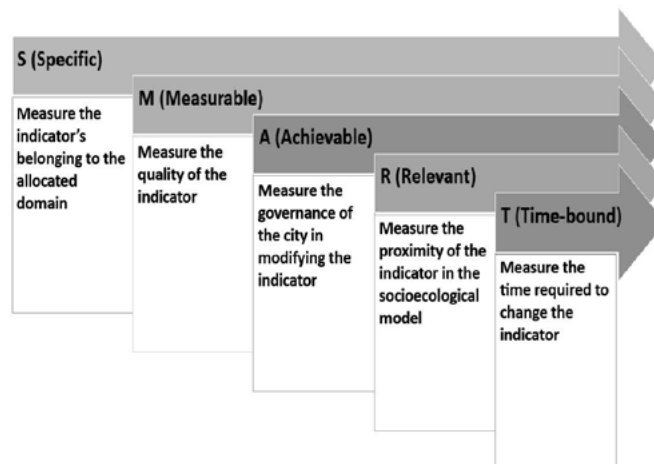 S (Specific)
Measure the
indicator's
belonging to the
allocated
domain
M (Measurable)
Measure the
quality of the
indicator
A (Achievable)
Measure the
governance of
the city in
modifying the
indicator
R (Relevant)
Measure the
proximity of the
indicator in the
socioecological
model
T (Time-bound)
Measure the
time required to
change the
indicator